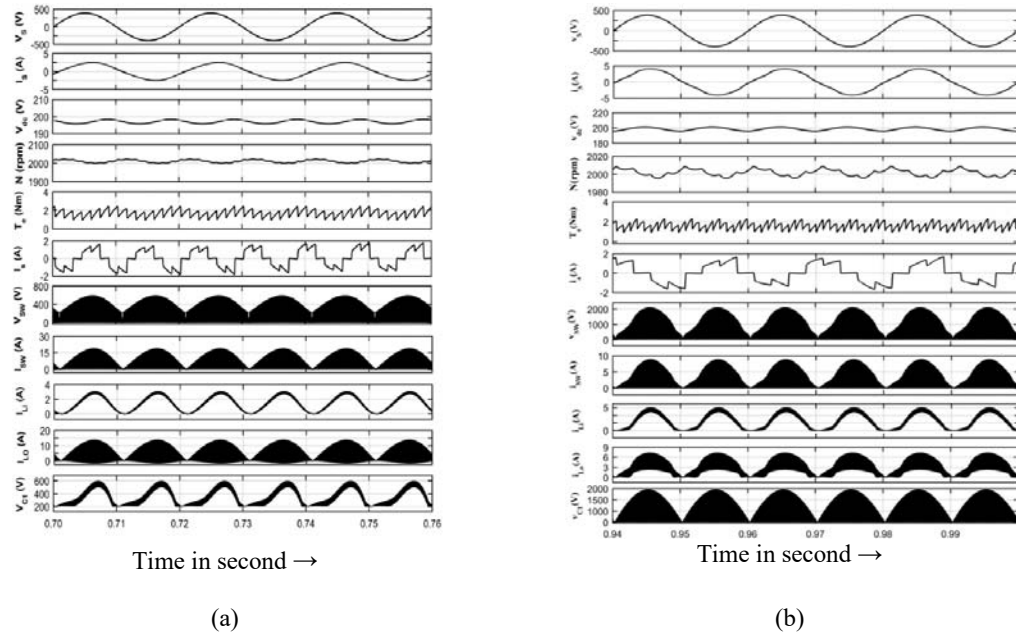 500
0
-500
V_S (V)
5
0
-5
I_S (A)
210
200
190
V_dc (V)
2100
2000
1900
N (rpm)
4
2
0
T_e (Nm)
2
0
-2
I_a (A)
800
400
0
V_SW (V)
30
15
0
I_SW (A)
4
2
0
I_Li (A)
20
10
0
I_LO (A)
600
400
200
V_C1 (V)
0.70 0.71 0.72 0.73 0.74 0.75 0.76
Time in second →
(a)
500
0
-500
v_s(V)
5
0
-5
i_s(A)
220
200
180
v_dc(V)
2020
2000
1980
N(rpm)
4
2
0
T_e(Nm)
2
0
-2
i_a(A)
2000
1000
0
v_sw(V)
10
5
0
i_sw(A)
5
0
i_Li(A)
9
6
3
0
i_Lo(A)
2000
1500
1000
500
0
v_C1(V)
0.94 0.95 0.96 0.97 0.98 0.99
Time in second →
(b)